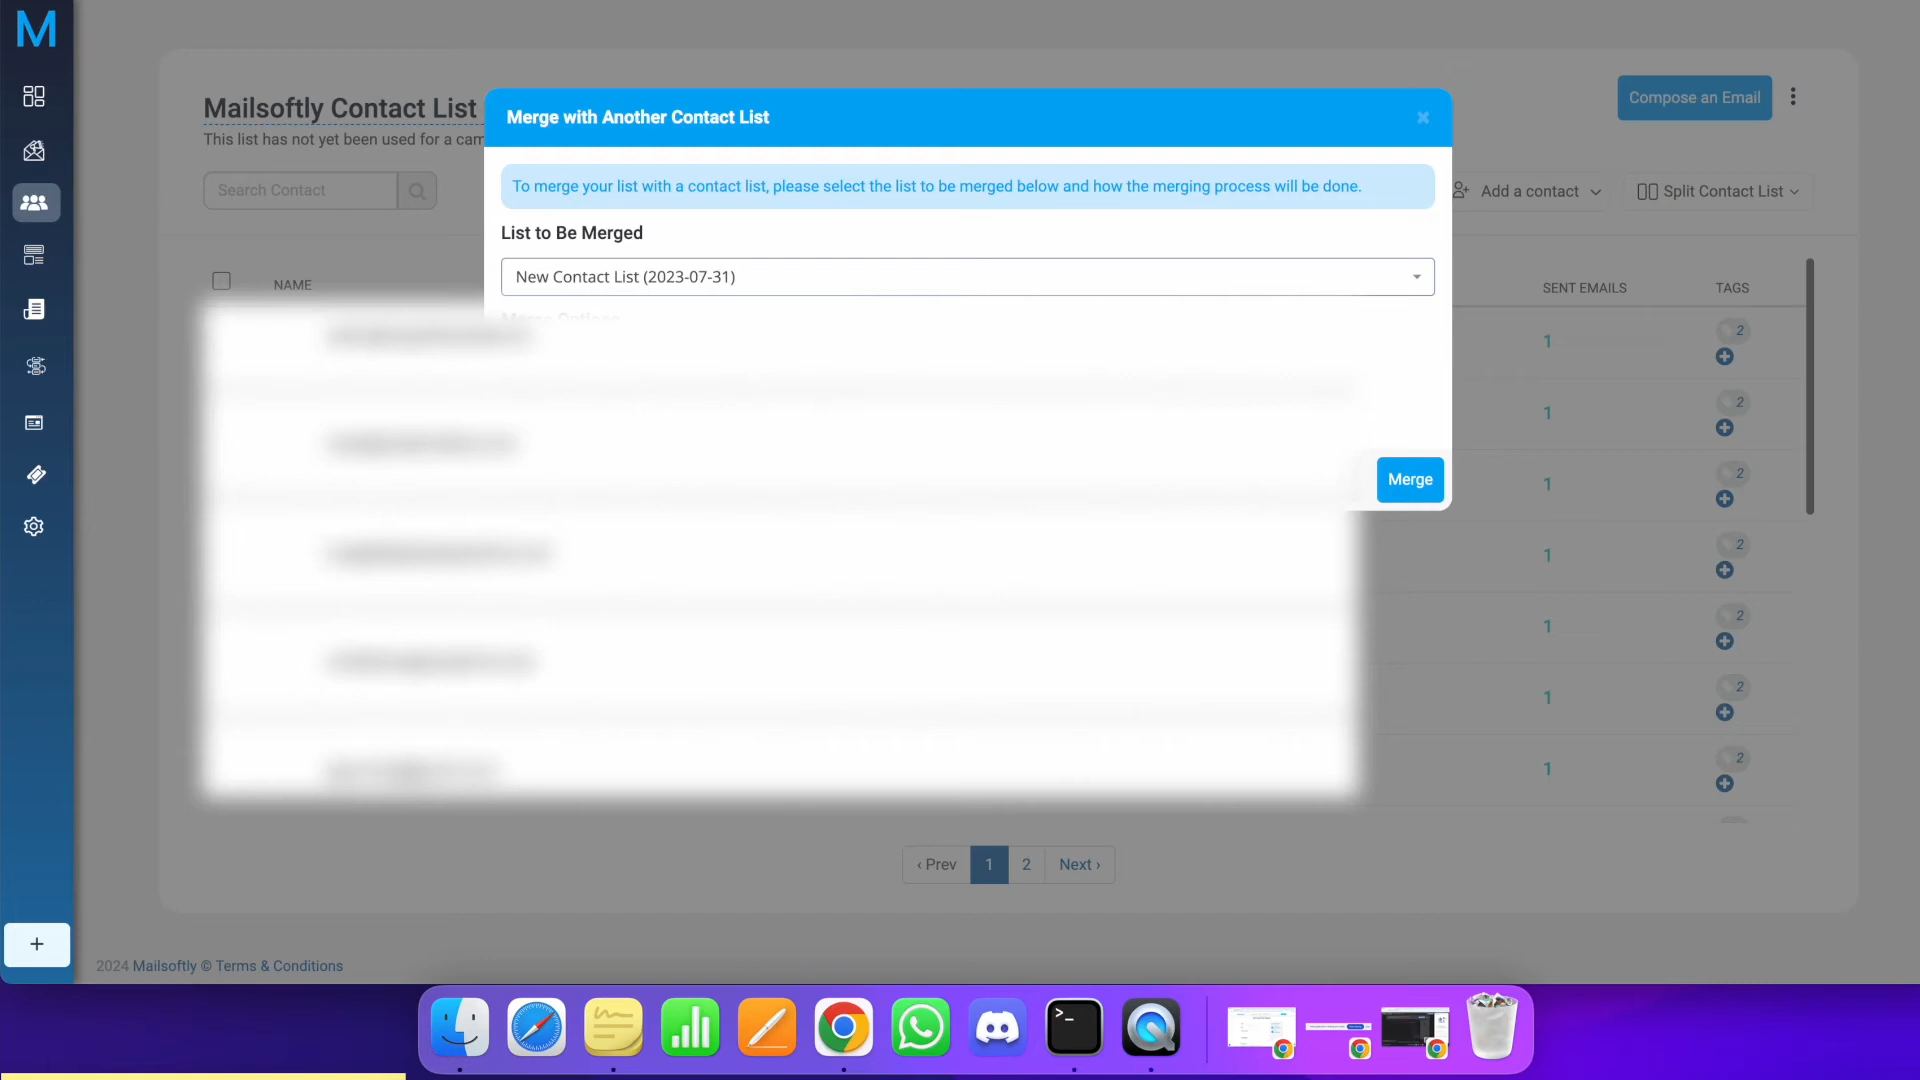 M
Mailsoftly Contact List
This list has not yet been used for a cam
Search Contact
Compose an Email
Merge with Another Contact List
×
To merge your list with a contact list, please select the list to be merged below and how the merging process will be done.
List to Be Merged
New Contact List (2023-07-31)
Merge Options
Merge
Add a contact
Split Contact List
NAME
SENT EMAILS
TAGS
1
2
1
2
1
2
1
2
1
2
1
2
1
2
‹ Prev
1
2
Next ›
+
2024 Mailsoftly © Terms & Conditions